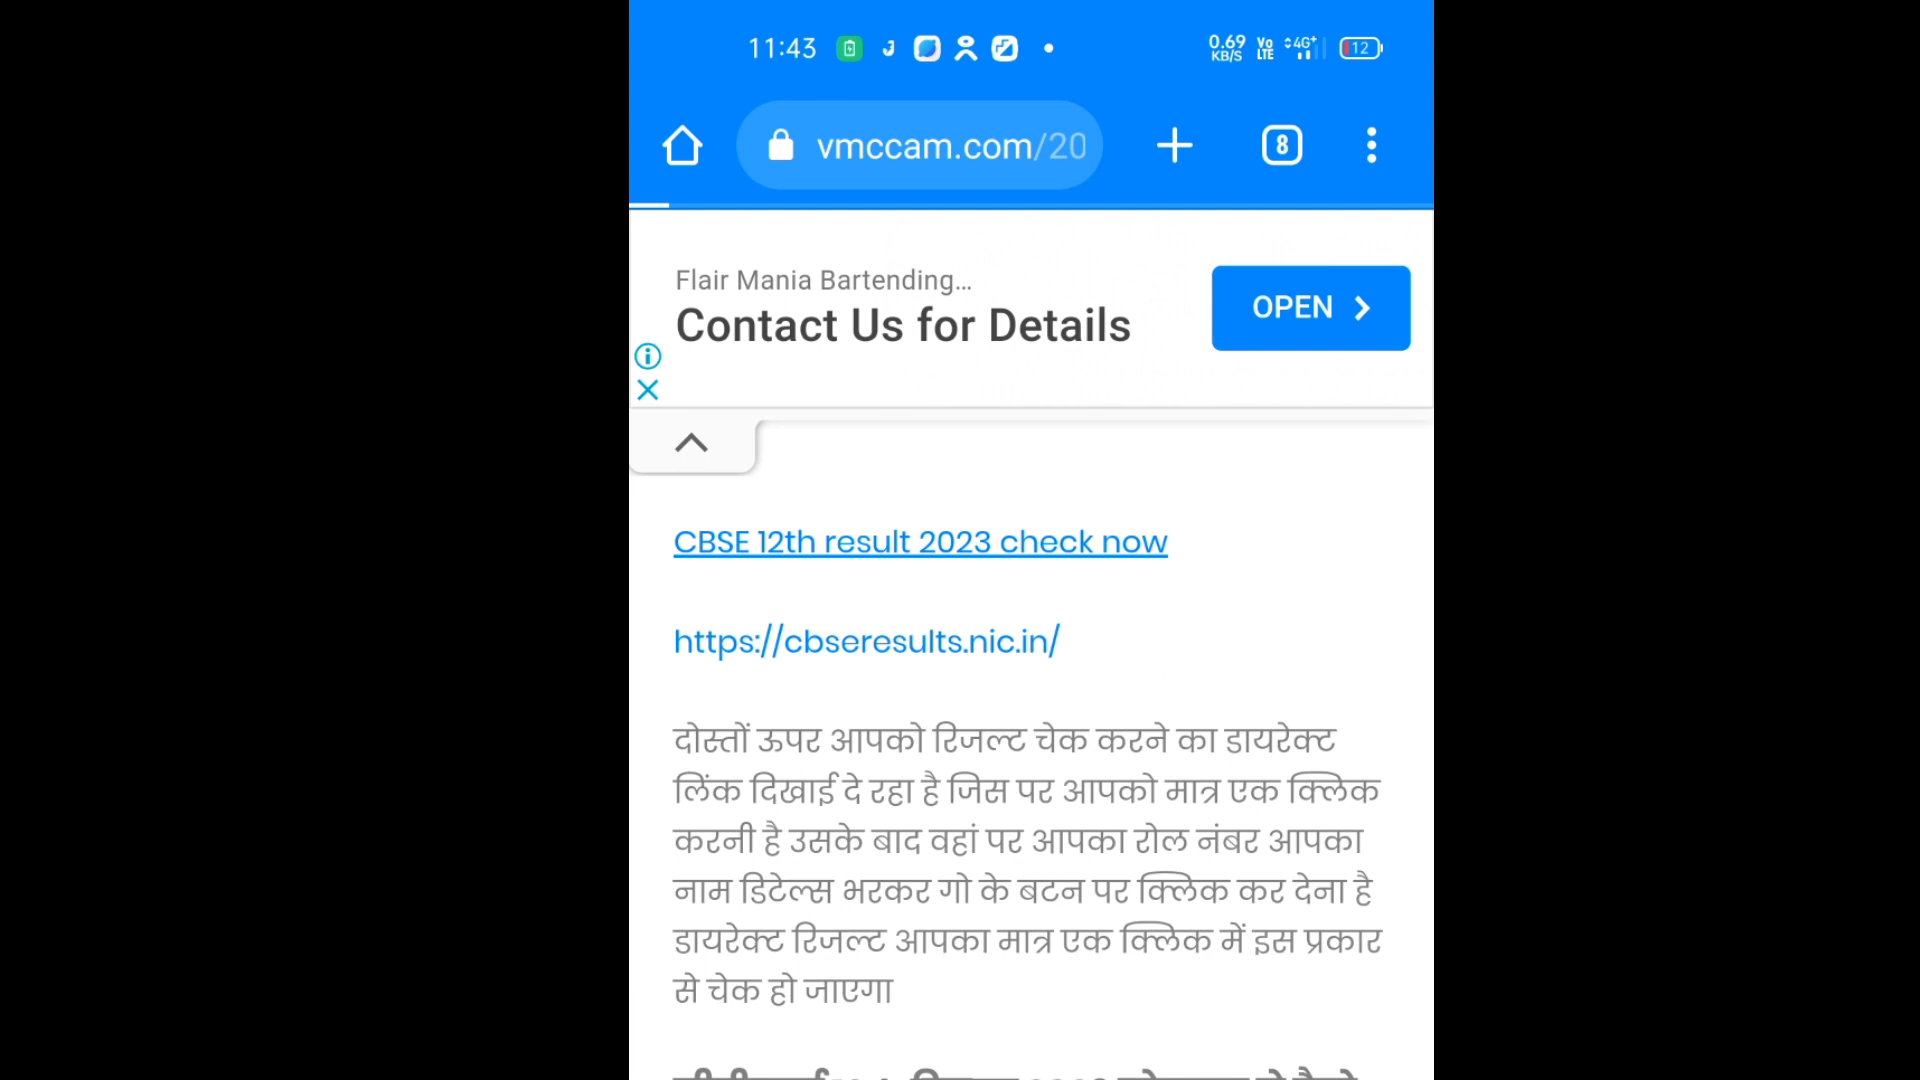 11:43
0.69 KB/S Vo LTE 4G+ 12
vmccam.com/20
8
Flair Mania Bartending...
Contact Us for Details
OPEN
CBSE 12th result 2023 check now
https://cbseresults.nic.in/
दोस्तों ऊपर आपको रिजल्ट चेक करने का डायरेक्ट
लिंक दिखाई दे रहा है जिस पर आपको मात्र एक क्लिक
करनी है उसके बाद वहां पर आपका रोल नंबर आपका
नाम डिटेल्स भरकर गो के बटन पर क्लिक कर देना है
डायरेक्ट रिजल्ट आपका मात्र एक क्लिक में इस प्रकार
से चेक हो जाएगा